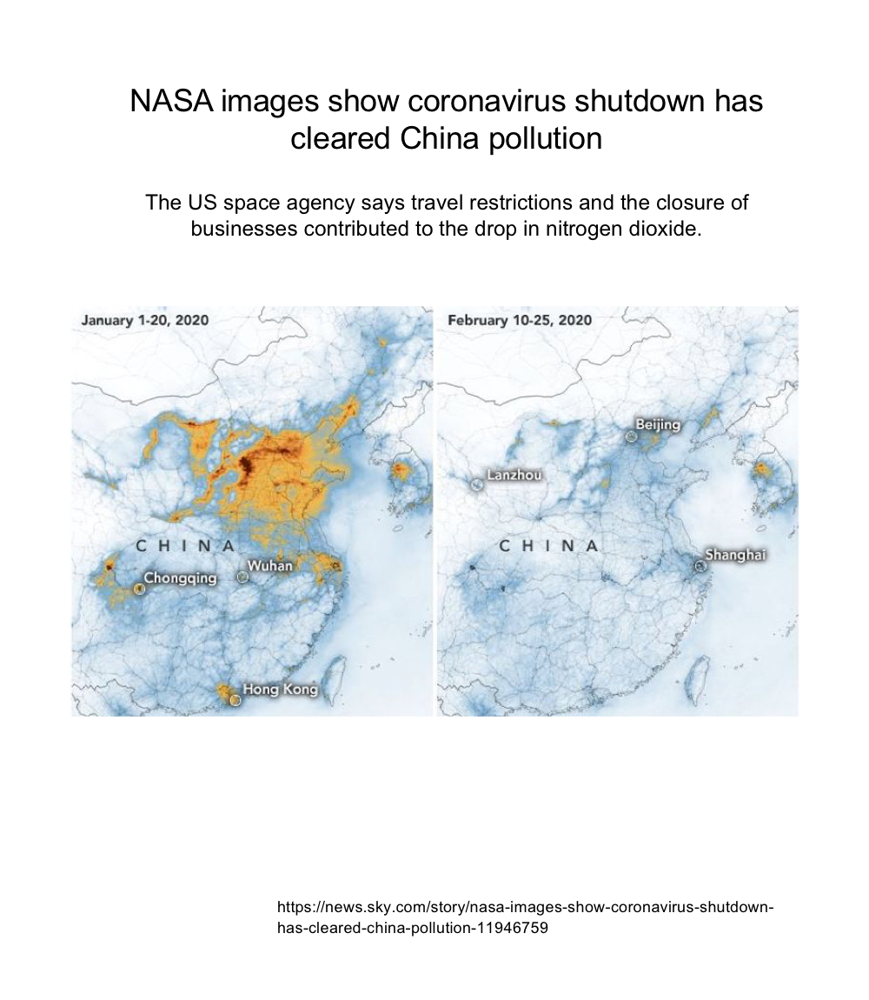 NASA images show coronavirus shutdown has
cleared China pollution
The US space agency says travel restrictions and the closure of
businesses contributed to the drop in nitrogen dioxide.
January 1-20, 2020
CHINA
Wuhan
Chongqing
Hong Kong
February 10-25, 2020
Beijing
Lanzhou
CHINA
Shanghai
https://news.sky.com/story/nasa-images-show-coronavirus-shutdown-
has-cleared-china-pollution-11946759